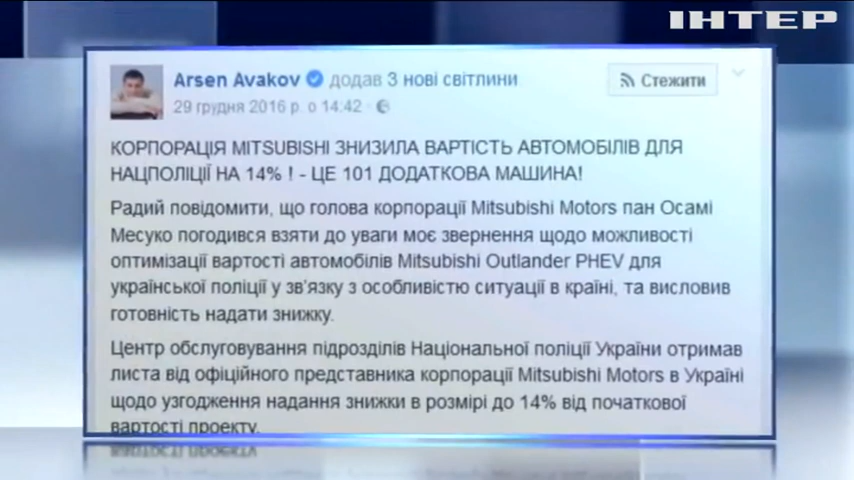 ІНТЕР
Arsen Avakov додав 3 нові світлини
Стежити
29 грудня 2016 р. о 14:42
КОРПОРАЦІЯ MITSUBISHI ЗНИЗИЛА ВАРТІСТЬ АВТОМОБІЛІВ ДЛЯ
НАЦПОЛІЦІЇ НА 14% ! - ЦЕ 101 ДОДАТКОВА МАШИНА!
Радий повідомити, що голова корпорації Mitsubishi Motors пан Осамі
Месуко погодився взяти до уваги моє звернення щодо можливості
оптимізації вартості автомобілів Mitsubishi Outlander PHEV для
української поліції у зв'язку з особливістю ситуації в країні, та висловив
готовність надати знижку.
Центр обслуговування підрозділів Національної поліції України отримав
листа від офіційного представника корпорації Mitsubishi Motors в Україні
щодо узгодження надання знижки в розмірі до 14% від початкової
вартості проекту.